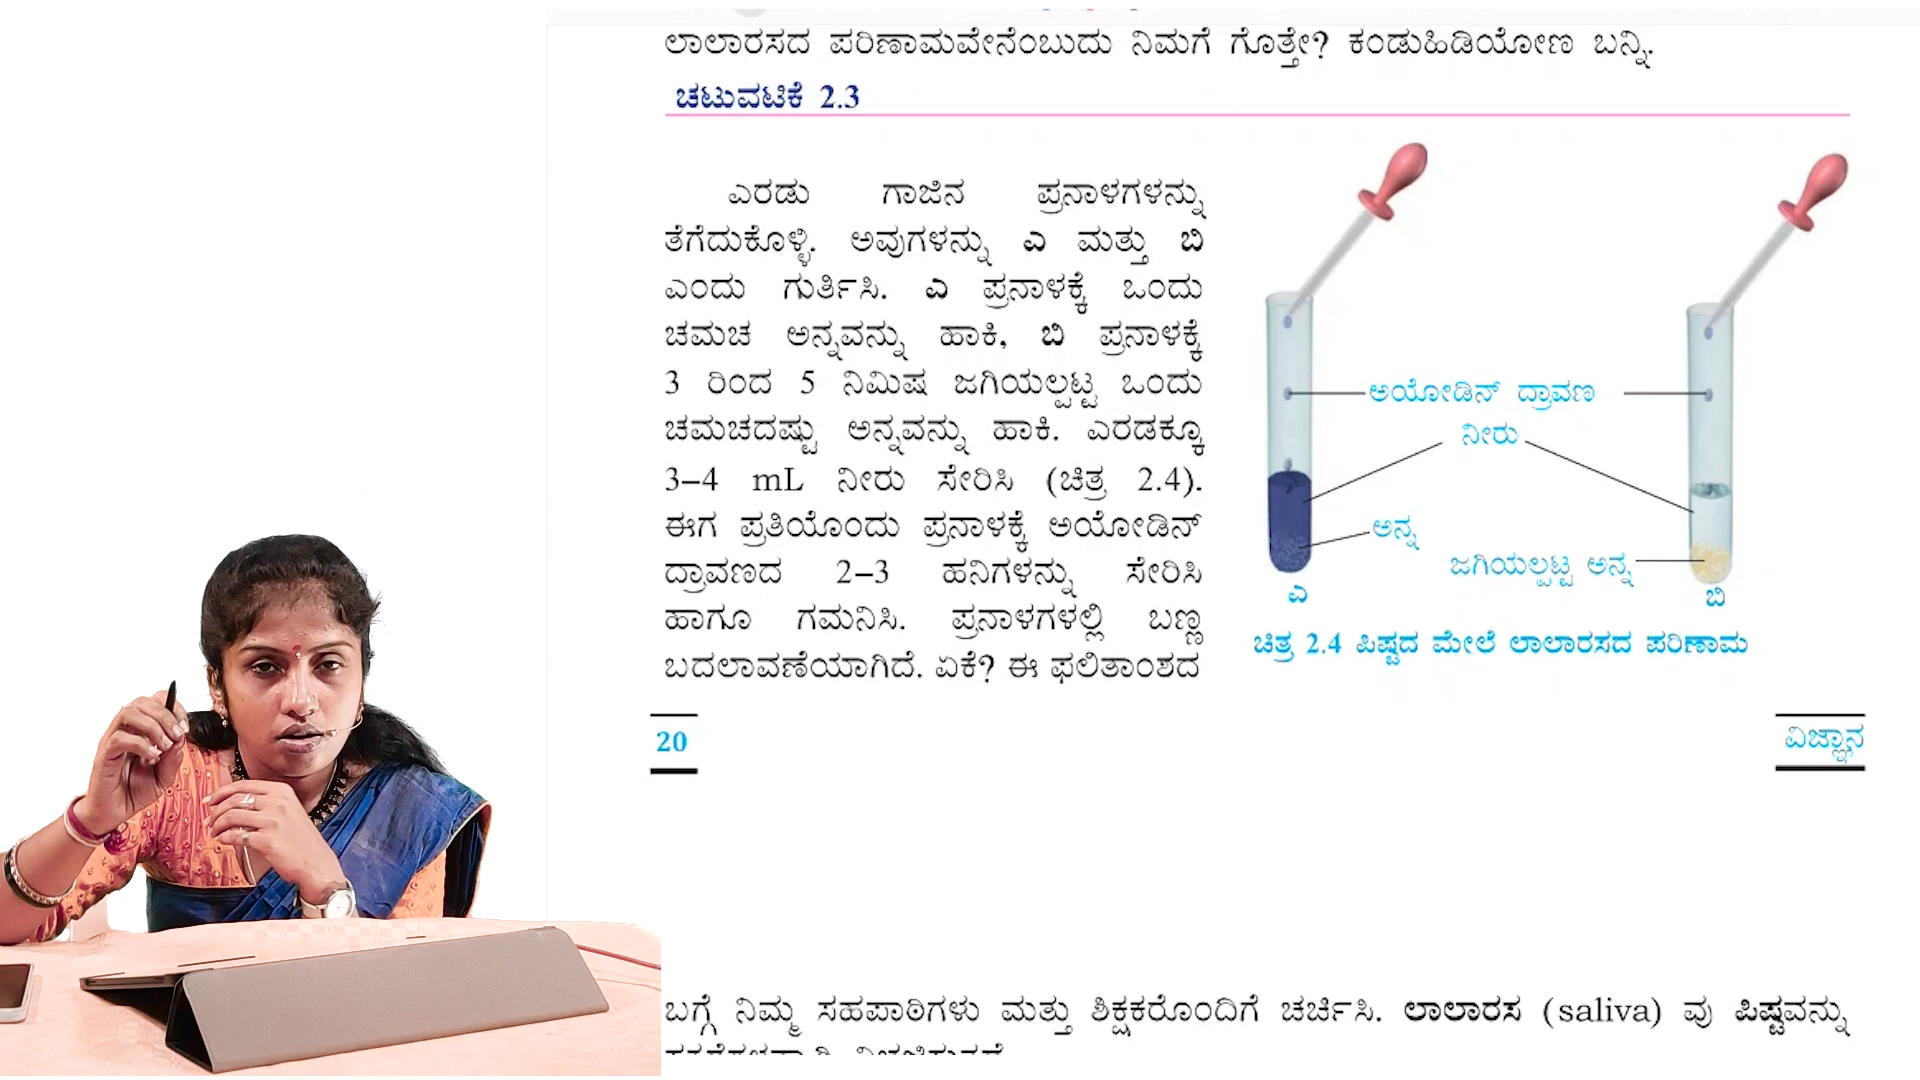 ಲಾಲಾರಸದ ಪರಿಣಾಮವೇನೆಂಬುದು ನಿಮಗೆ ಗೊತ್ತೇ? ಕಂಡುಹಿಡಿಯೋಣ ಬನ್ನಿ.
ಚಟುವಟಿಕೆ 2.3
ಎರಡು ಗಾಜಿನ ಪ್ರನಾಳಗಳನ್ನು
ತೆಗೆದುಕೊಳ್ಳಿ. ಅವುಗಳನ್ನು ಎ ಮತ್ತು ಬಿ
ಎಂದು ಗುರ್ತಿಸಿ. ಎ ಪ್ರನಾಳಕ್ಕೆ ಒಂದು
ಚಮಚ ಅನ್ನವನ್ನು ಹಾಕಿ, ಬಿ ಪ್ರನಾಳಕ್ಕೆ
3 ರಿಂದ 5 ನಿಮಿಷ ಜಗಿಯಲ್ಪಟ್ಟ ಒಂದು
ಚಮಚದಷ್ಟು ಅನ್ನವನ್ನು ಹಾಕಿ. ಎರಡಕ್ಕೂ
3–4 mL ನೀರು ಸೇರಿಸಿ (ಚಿತ್ರ 2.4).
ಈಗ ಪ್ರತಿಯೊಂದು ಪ್ರನಾಳಕ್ಕೆ ಅಯೋಡಿನ್
ದ್ರಾವಣದ 2–3 ಹನಿಗಳನ್ನು ಸೇರಿಸಿ
ಹಾಗೂ ಗಮನಿಸಿ. ಪ್ರನಾಳಗಳಲ್ಲಿ ಬಣ್ಣ
ಬದಲಾವಣೆಯಾಗಿದೆ. ಏಕೆ? ಈ ಫಲಿತಾಂಶದ
ಅಯೋಡಿನ್ ದ್ರಾವಣ
ನೀರು
ಅನ್ನ
ಜಗಿಯಲ್ಪಟ್ಟ ಅನ್ನ
ಎ
ಬಿ
ಚಿತ್ರ 2.4 ಪಿಷ್ಟದ ಮೇಲೆ ಲಾಲಾರಸದ ಪರಿಣಾಮ
20
ವಿಜ್ಞಾನ
ಬಗ್ಗೆ ನಿಮ್ಮ ಸಹಪಾಠಿಗಳು ಮತ್ತು ಶಿಕ್ಷಕರೊಂದಿಗೆ ಚರ್ಚಿಸಿ. ಲಾಲಾರಸ (saliva) ವು ಪಿಷ್ಟವನ್ನು